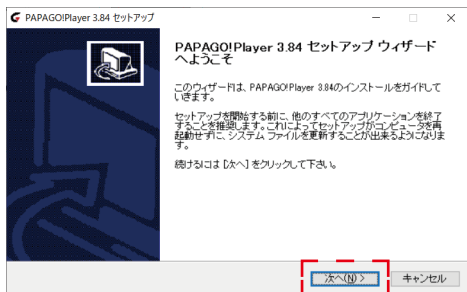 PAPAGO!Player 3.84 セットアップ
PAPAGO!Player 3.84 セットアップ ウィザード
へようこそ
このウィザードは、PAPAGO!Player 3.84のインストールをガイドして
いきます。
セットアップを開始する前に、他のすべてのアプリケーションを終了
することを推奨します。これによってセットアップがコンピュータを再
起動せずに、システム ファイルを更新することが出来るようになりま
す。
続けるには [次へ] をクリックして下さい。
次へ(N) >
キャンセル